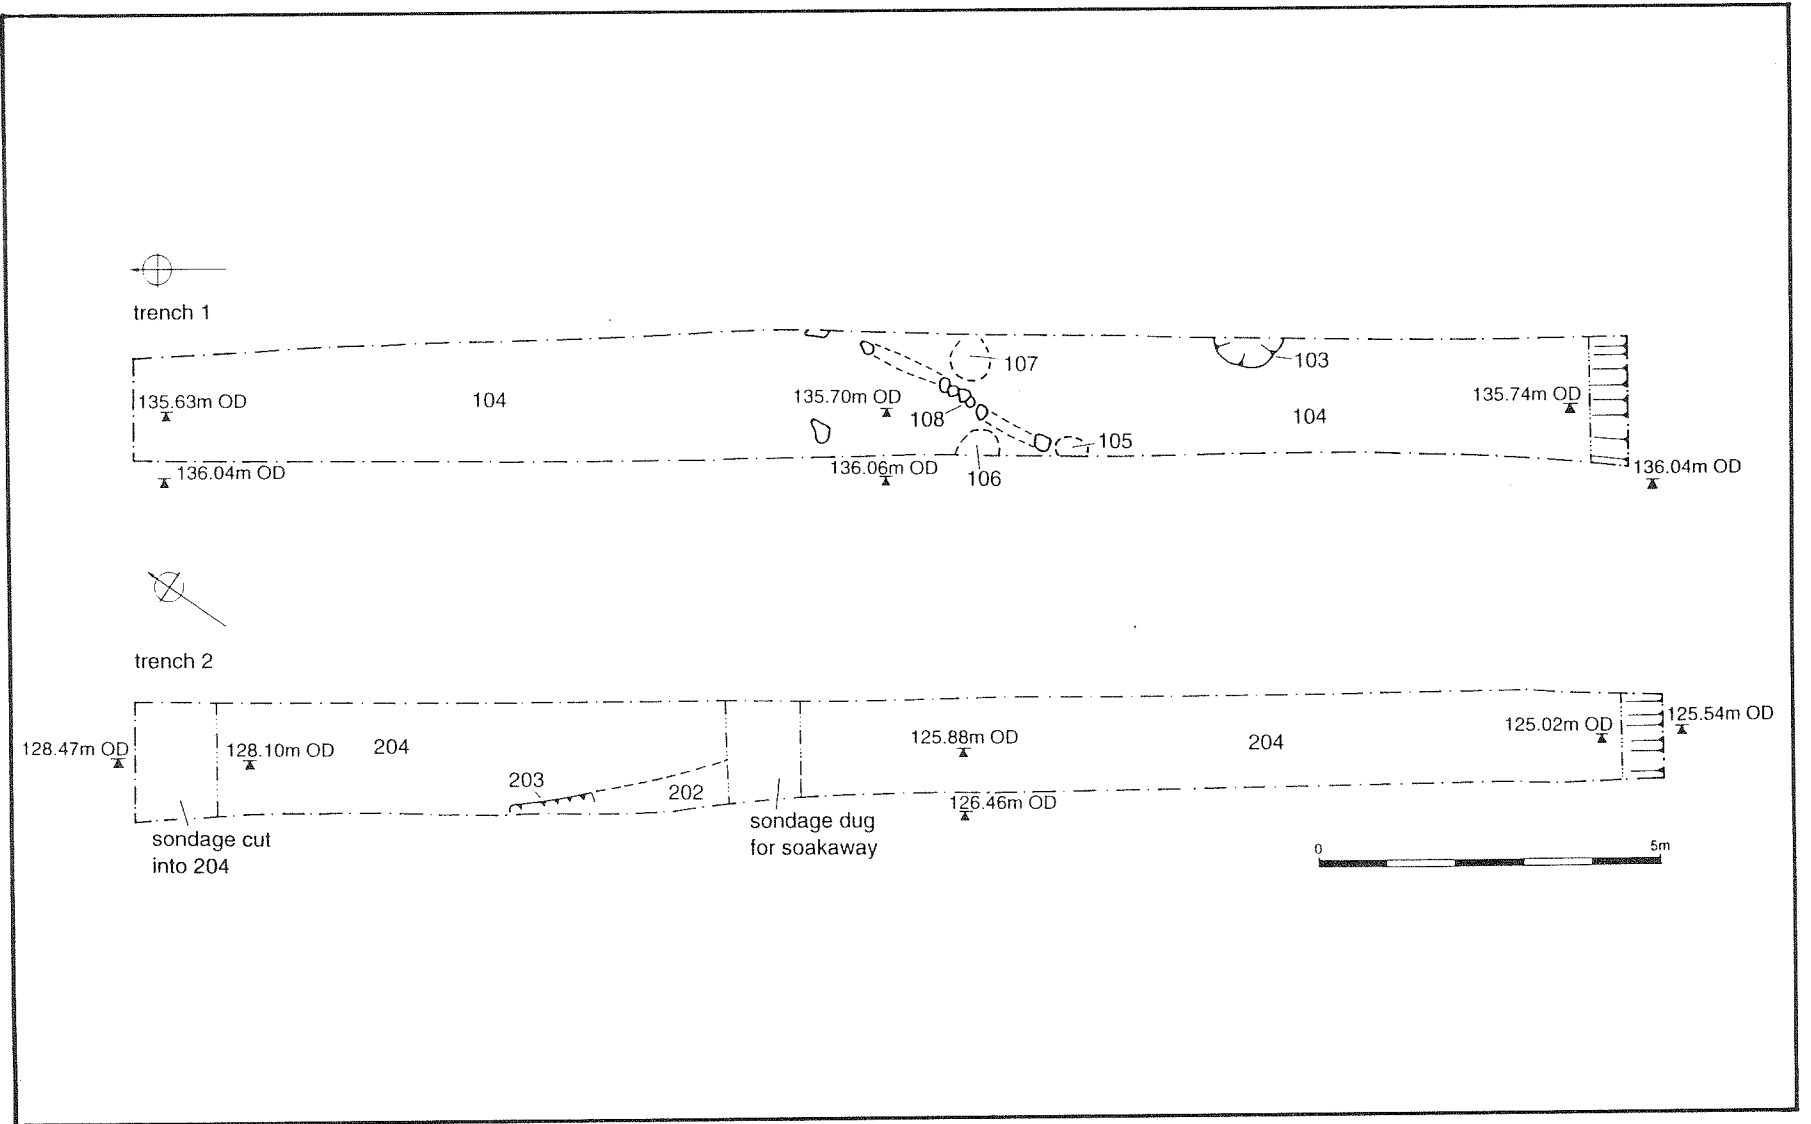 trench 1
107
103
135.63m OD
104
135.70m OD
108
135.74m OD
104
105
136.04m OD
136.06m OD
106
136.04m OD
trench 2
128.47m OD
128.10m OD
204
203
202
125.88m OD
204
125.02m OD
125.54m OD
126.46m OD
sondage cut
into 204
sondage dug
for soakaway
0
5m